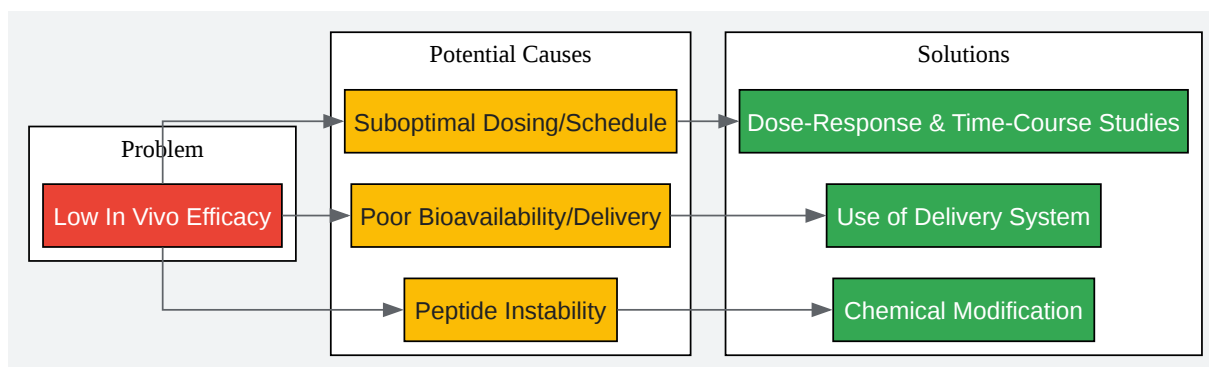 Problem
Low In Vivo Efficacy
Potential Causes
Suboptimal Dosing/Schedule
Poor Bioavailability/Delivery
Peptide Instability
Solutions
Dose-Response & Time-Course Studies
Use of Delivery System
Chemical Modification